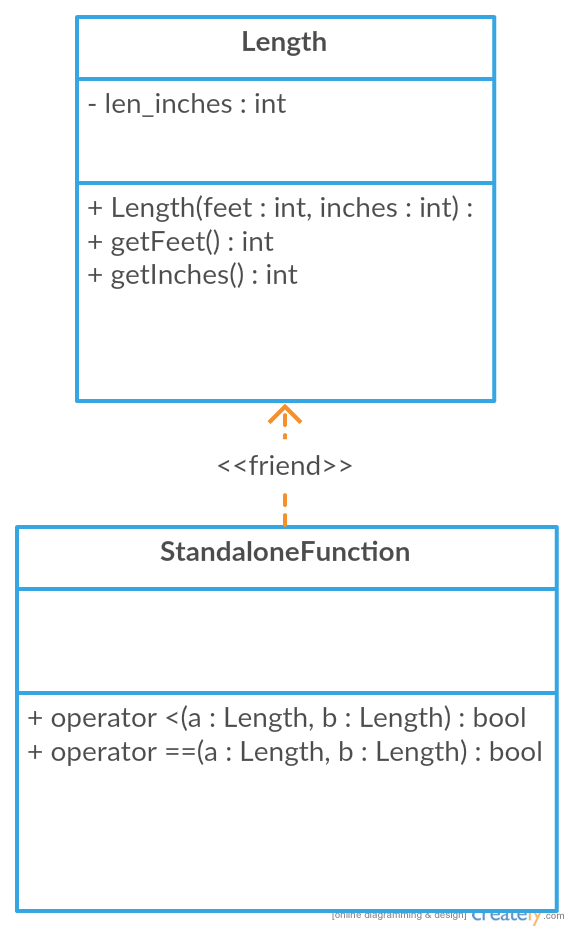 Length
- len_inches : int
+ Length(feet : int, inches : int) :
+ getFeet() : int
+ getInches() : int
<<friend>>
StandaloneFunction
+ operator <(a : Length, b : Length) : bool
+ operator ==(a : Length, b : Length) : bool
[online diagramming & design] creately.com